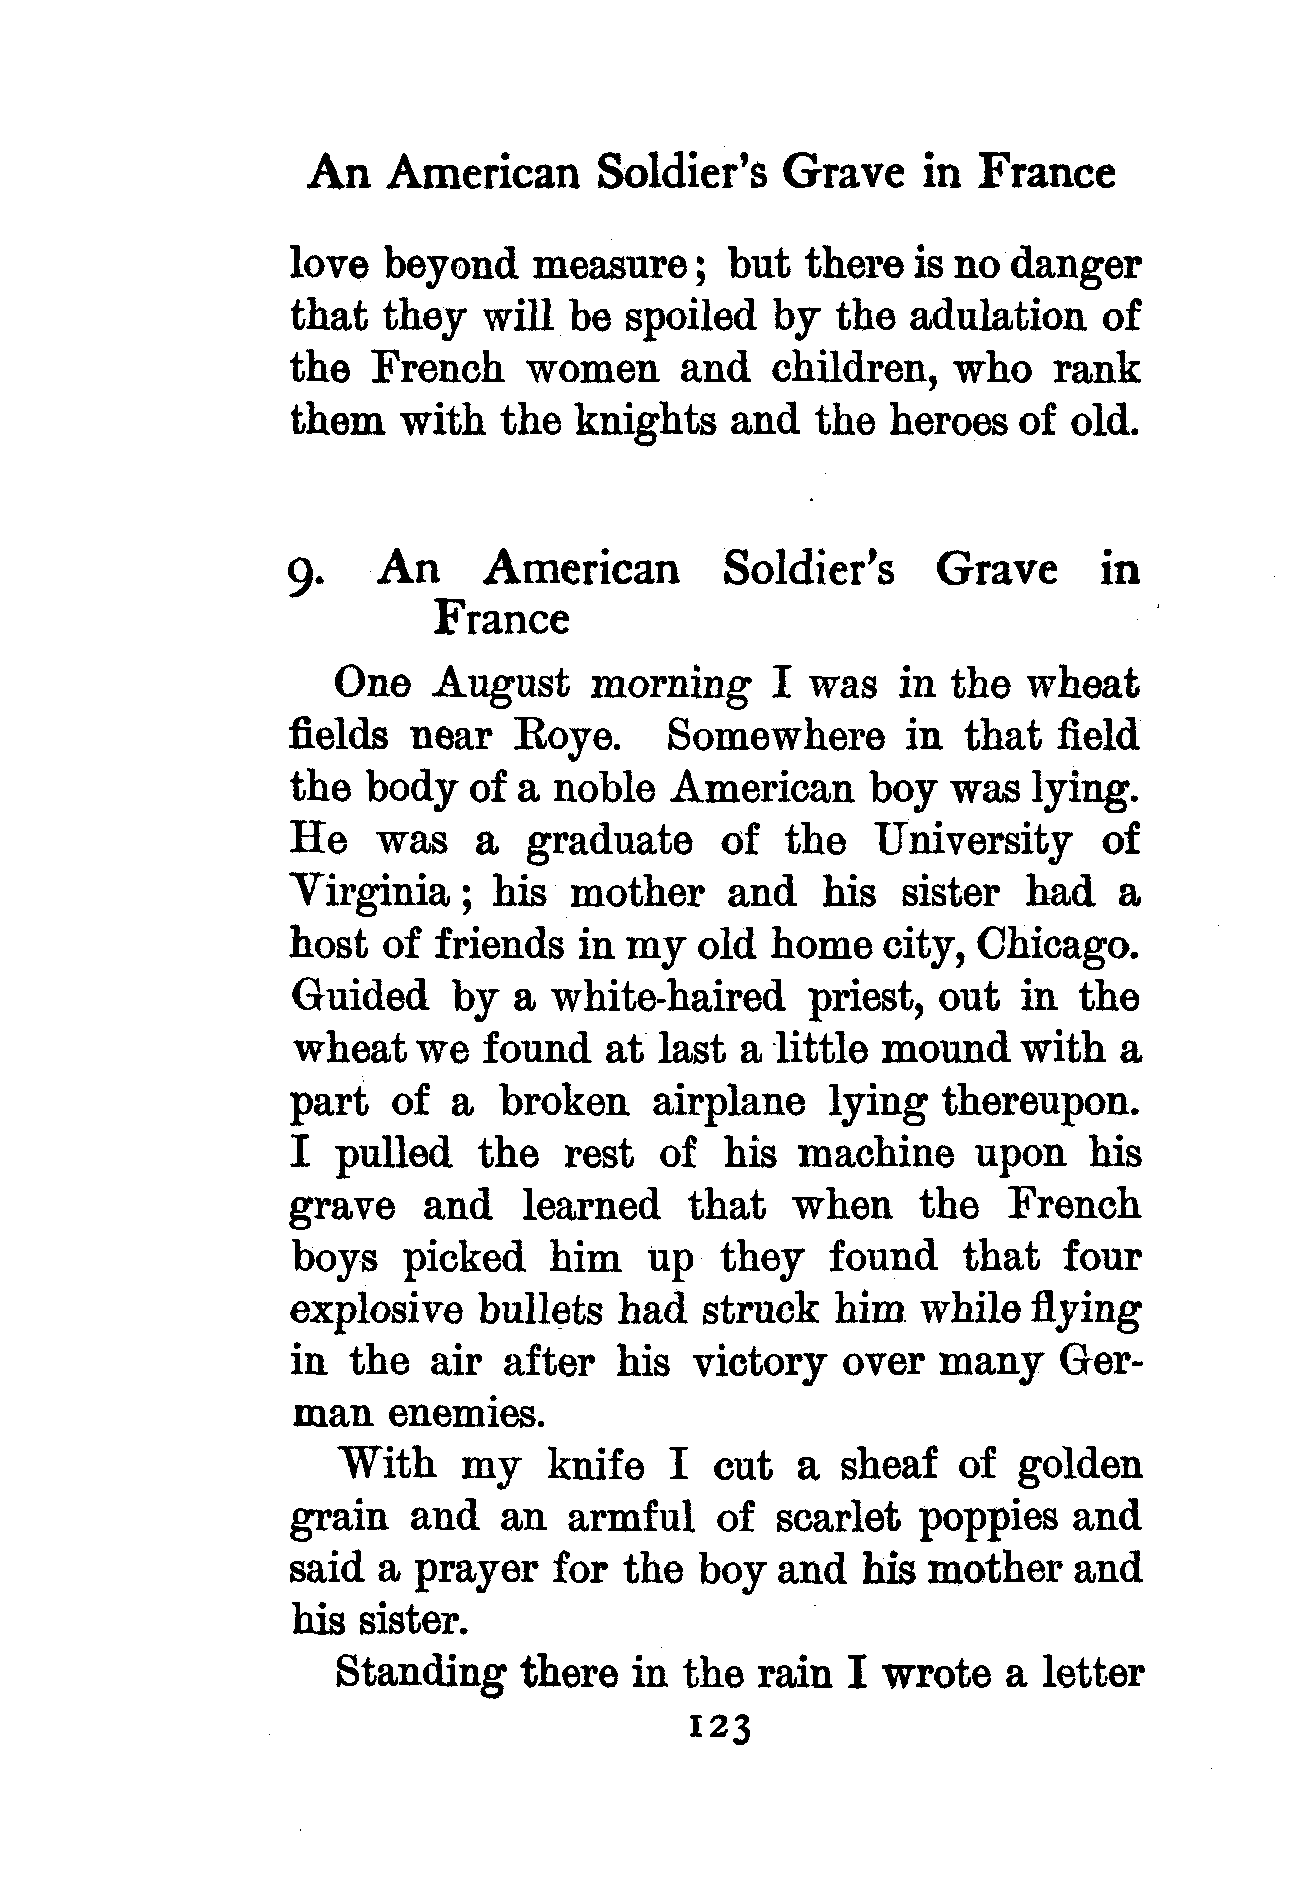 An American Soldier's Grave in France
love beyond measure; but there is no danger
that they will be spoiled by the adulation of
the French women and children, who rank
them with the knights and the heroes of old.
9. An American Soldier's Grave in
France
One August morning I was in the wheat
fields near Roye. Somewhere in that field
the body of a noble American boy was lying.
He was a graduate of the University of
Virginia; his mother and his sister had a
host of friends in my old home city, Chicago.
Guided by a white-haired priest, out in the
wheat we found at last a little mound with a
part of a broken airplane lying thereupon.
I pulled the rest of his machine upon his
grave and learned that when the French
boys picked him up they found that four
explosive bullets had struck him while flying
in the air after his victory over many Ger-
man enemies.
With my knife I cut a sheaf of golden
grain and an armful of scarlet poppies and
said a prayer for the boy and his mother and
his sister.
Standing there in the rain I wrote a letter
123